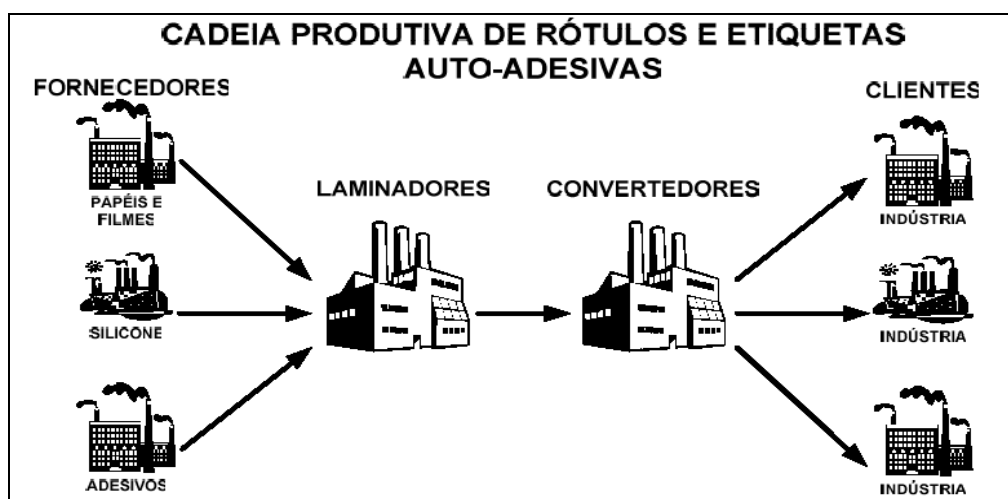 CADEIA PRODUTIVA DE RÓTULOS E ETIQUETAS
AUTO-ADESIVAS
FORNECEDORES
CLIENTES
LAMINADORES
CONVERTEDORES
PAPÉIS E
FILMES
INDÚSTRIA
SILICONE
INDÚSTRIA
ADESIVOS
INDÚSTRIA